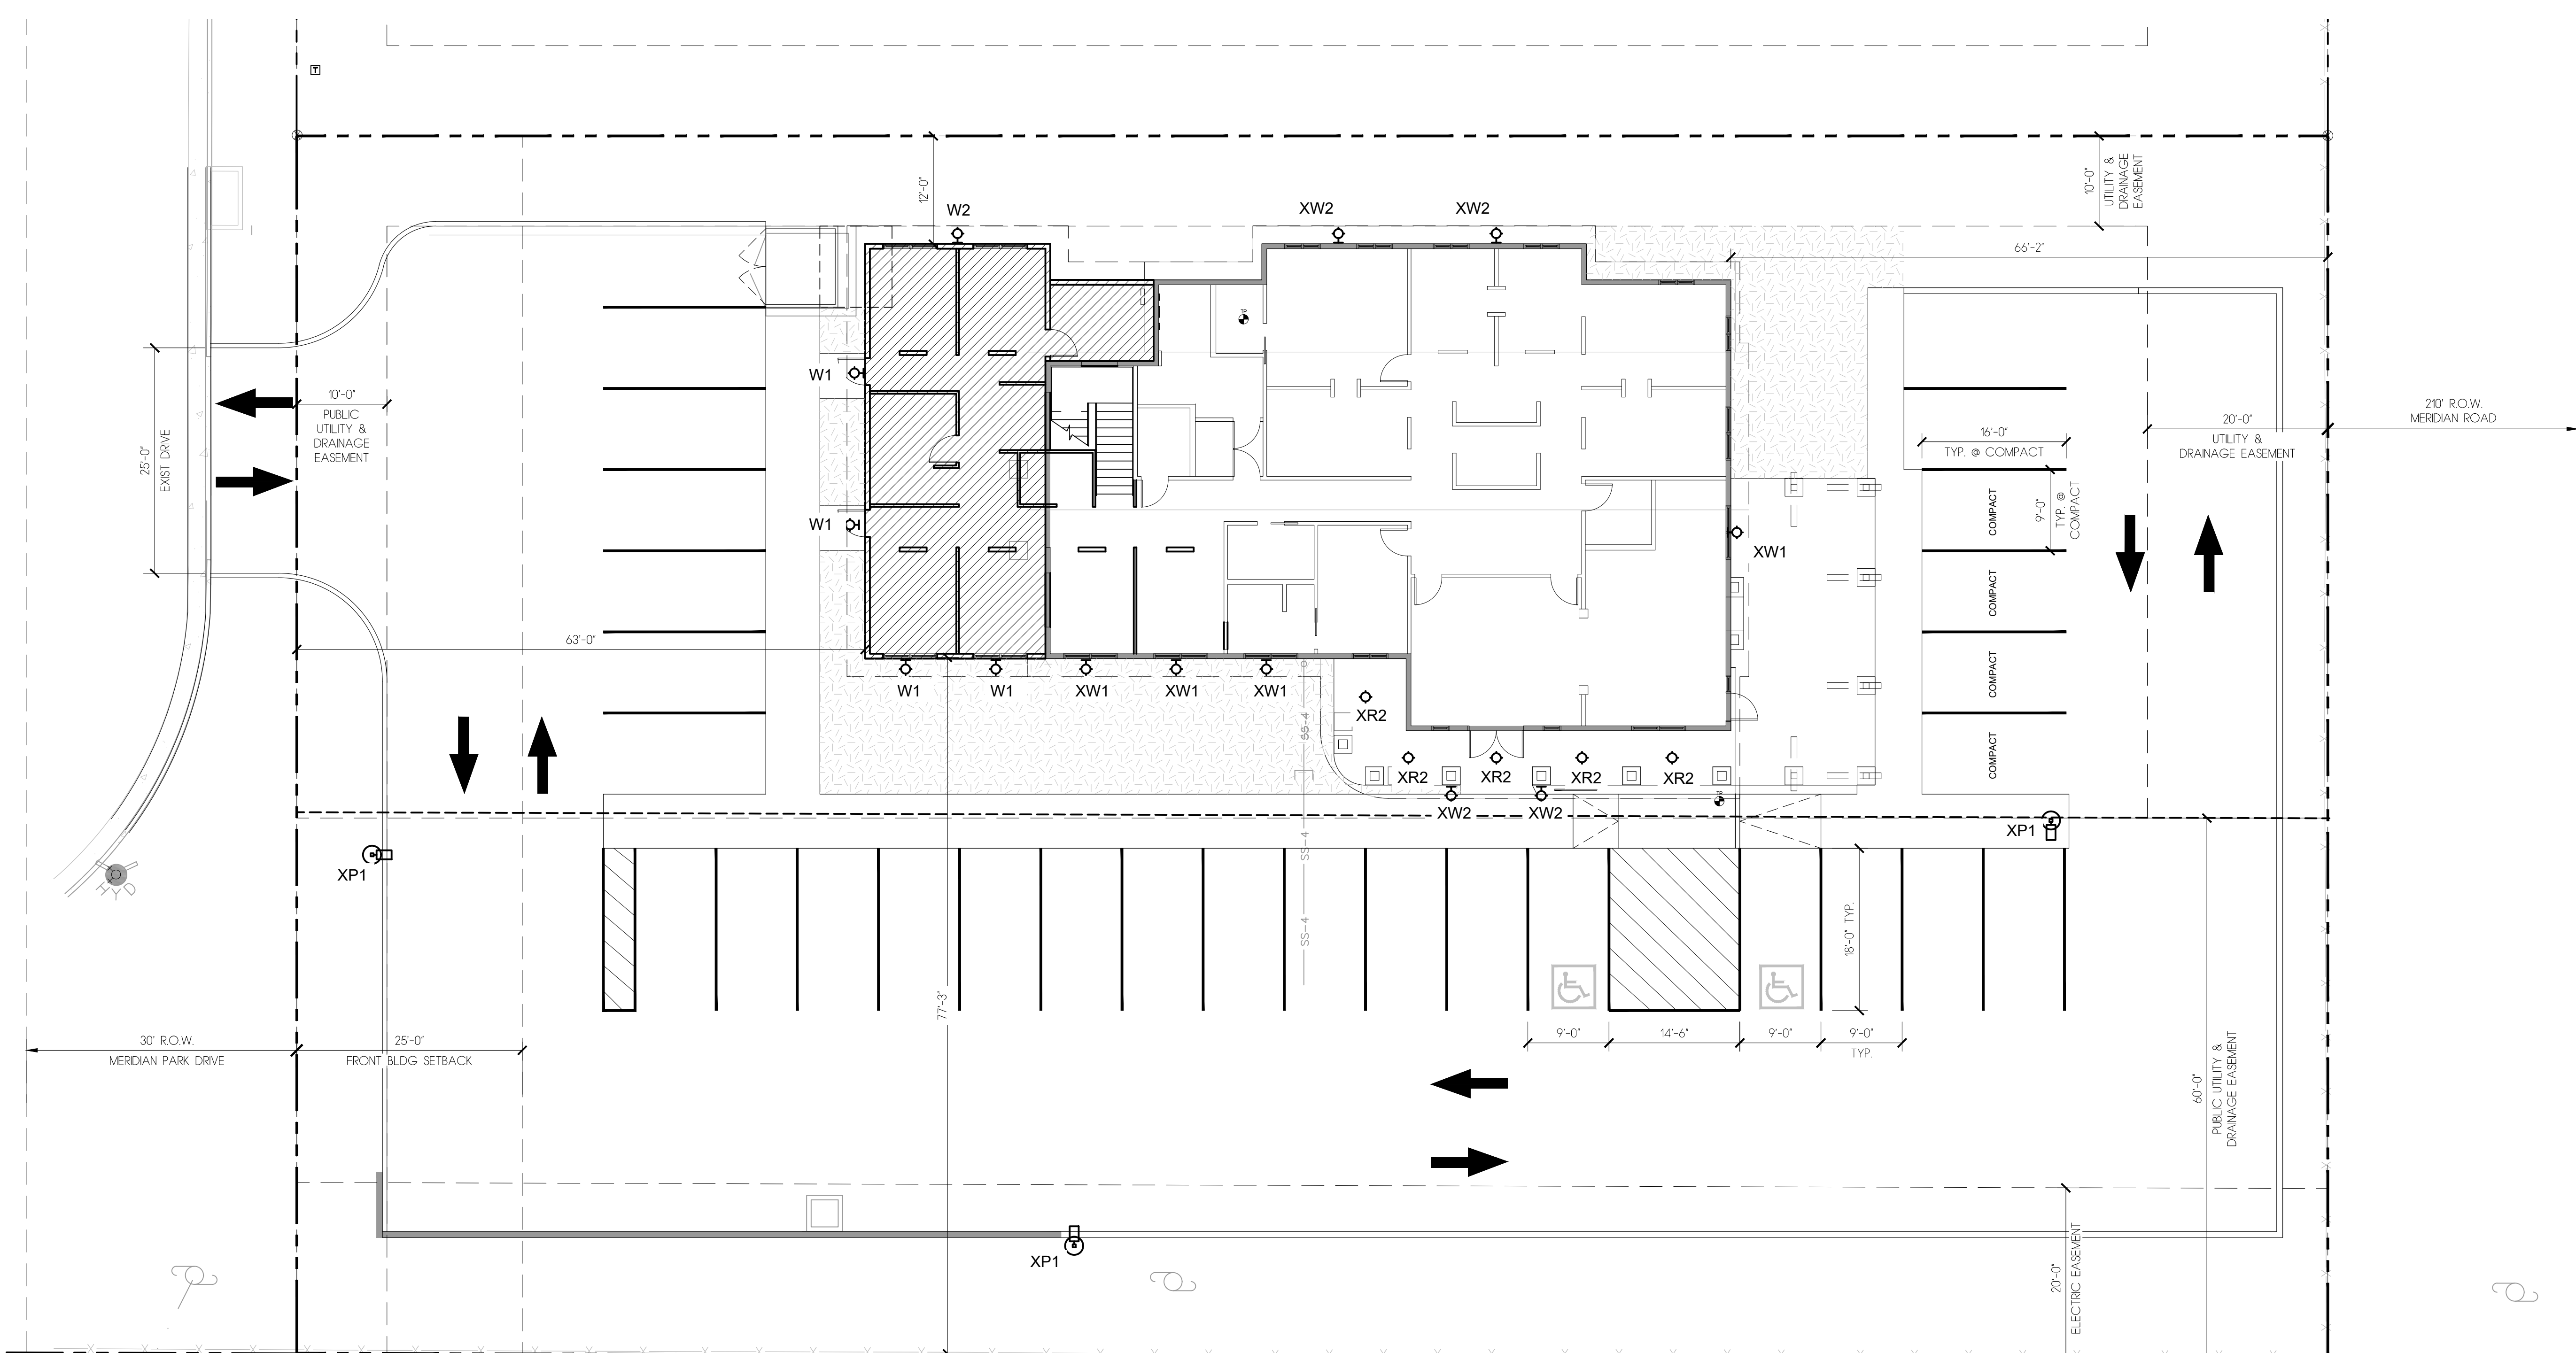 T
12'-0"
W2
XW2
XW2
10'-0"
UTILITY &
DRAINAGE
EASEMENT
66'-2"
TP
W1
10'-0"
PUBLIC
UTILITY &
DRAINAGE
EASEMENT
25'-0"
EXIST DRIVE
210' R.O.W.
MERIDIAN ROAD
20'-0"
UTILITY &
DRAINAGE EASEMENT
16'-0"
TYP. @ COMPACT
9'-0"
TYP. @
COMPACT
COMPACT
COMPACT
COMPACT
COMPACT
W1
XW1
63'-0"
W1
W1
XW1
XW1
XW1
XR2
SS-4
XR2
XR2
XR2
XR2
XW2
XW2
XP1
XP1
HYD
SS-4
SS-4
18'-0" TYP.
77'-3"
9'-0"
14'-6"
9'-0"
9'-0"
TYP.
30' R.O.W.
MERIDIAN PARK DRIVE
25'-0"
FRONT BLDG SETBACK
60'-0"
PUBLIC UTILITY &
DRAINAGE EASEMENT
XP1
20'-0"
ELECTRIC EASEMENT